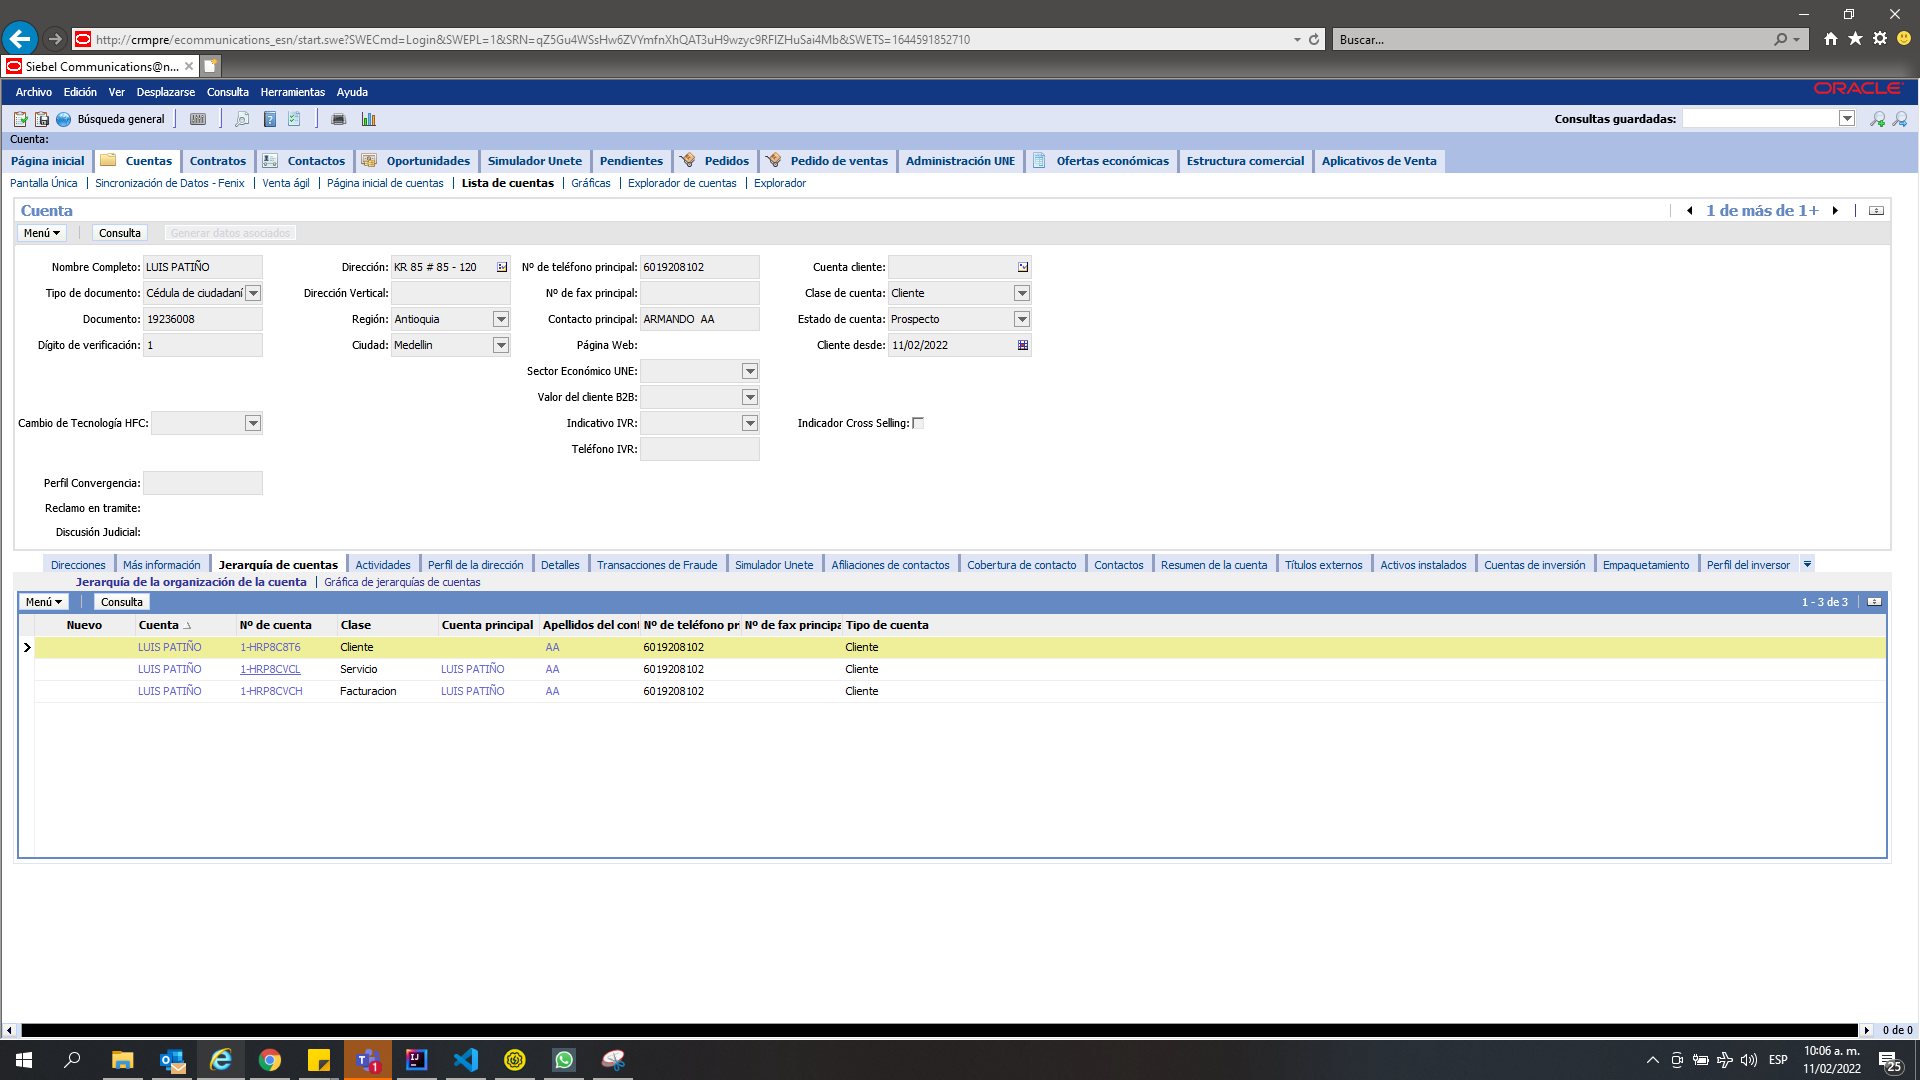 http://crmpre/ecommunications_esn/start.swe?SWECmd=Login&SWEPL=1&SRN=qZ5Gu4WSsHw6ZVYmfnXhQAT3uH9wzyc9RFIZHuSai4Mb&SWETS=1644591852710
Buscar...
Siebel Communications@n...
Archivo Edición Ver Desplazarse Consulta Herramientas Ayuda
ORACLE
Búsqueda general
Consultas guardadas:
Cuenta:
Página inicial Cuentas Contratos Contactos Oportunidades Simulador Unete Pendientes Pedidos Pedido de ventas Administración UNE Ofertas económicas Estructura comercial Aplicativos de Venta
Pantalla Única Sincronización de Datos - Fenix Venta ágil Página inicial de cuentas Lista de cuentas Gráficas Explorador de cuentas Explorador
Cuenta 1 de más de 1+
Menú Consulta Generar datos asociados
Nombre Completo: LUIS PATIÑO Dirección: KR 85 # 85 - 120 Nº de teléfono principal: 6019208102 Cuenta cliente:
Tipo de documento: Cédula de ciudadaní Dirección Vertical: Nº de fax principal: Clase de cuenta: Cliente
Documento: 19236008 Región: Antioquia Contacto principal: ARMANDO AA Estado de cuenta: Prospecto
Dígito de verificación: 1 Ciudad: Medellin Página Web: Cliente desde: 11/02/2022
Sector Económico UNE:
Valor del cliente B2B:
Cambio de Tecnología HFC: Indicativo IVR: Indicador Cross Selling:
Teléfono IVR:
Perfil Convergencia:
Reclamo en tramite:
Discusión Judicial:
Direcciones Más información Jerarquía de cuentas Actividades Perfil de la dirección Detalles Transacciones de Fraude Simulador Unete Afiliaciones de contactos Cobertura de contacto Contactos Resumen de la cuenta Títulos externos Activos instalados Cuentas de inversión Empaquetamiento Perfil del inversor
Jerarquía de la organización de la cuenta Gráfica de jerarquías de cuentas
Menú Consulta 1 - 3 de 3
Nuevo Cuenta Nº de cuenta Clase Cuenta principal Apellidos del cont Nº de teléfono pr Nº de fax principa Tipo de cuenta
LUIS PATIÑO 1-HRP8C8T6 Cliente AA 6019208102 Cliente
LUIS PATIÑO 1-HRP8CVCL Servicio LUIS PATIÑO AA 6019208102 Cliente
LUIS PATIÑO 1-HRP8CVCH Facturacion LUIS PATIÑO AA 6019208102 Cliente
0 de 0
1
IJ
ESP
10:06 a. m.
11/02/2022
25